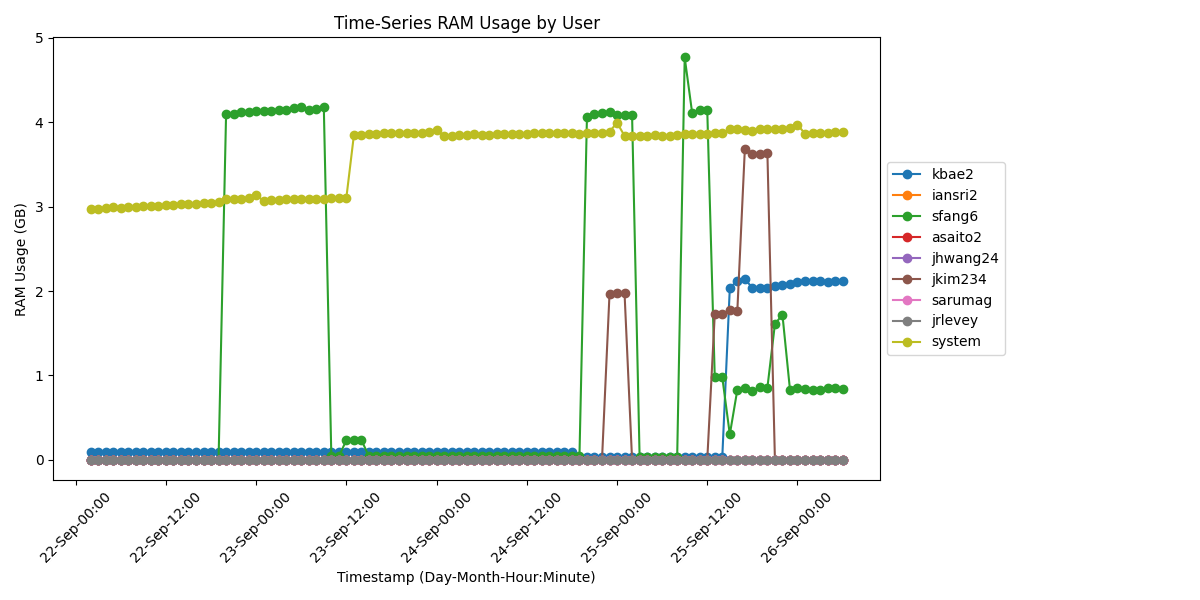 Time-Series RAM Usage by User
RAM Usage (GB)
5
4
3
2
1
0
22-Sep-00:00
22-Sep-12:00
23-Sep-00:00
23-Sep-12:00
24-Sep-00:00
24-Sep-12:00
25-Sep-00:00
25-Sep-12:00
26-Sep-00:00
Timestamp (Day-Month-Hour:Minute)
kbae2
iansri2
sfang6
asaito2
jhwang24
jkim234
sarumag
jrlevey
system